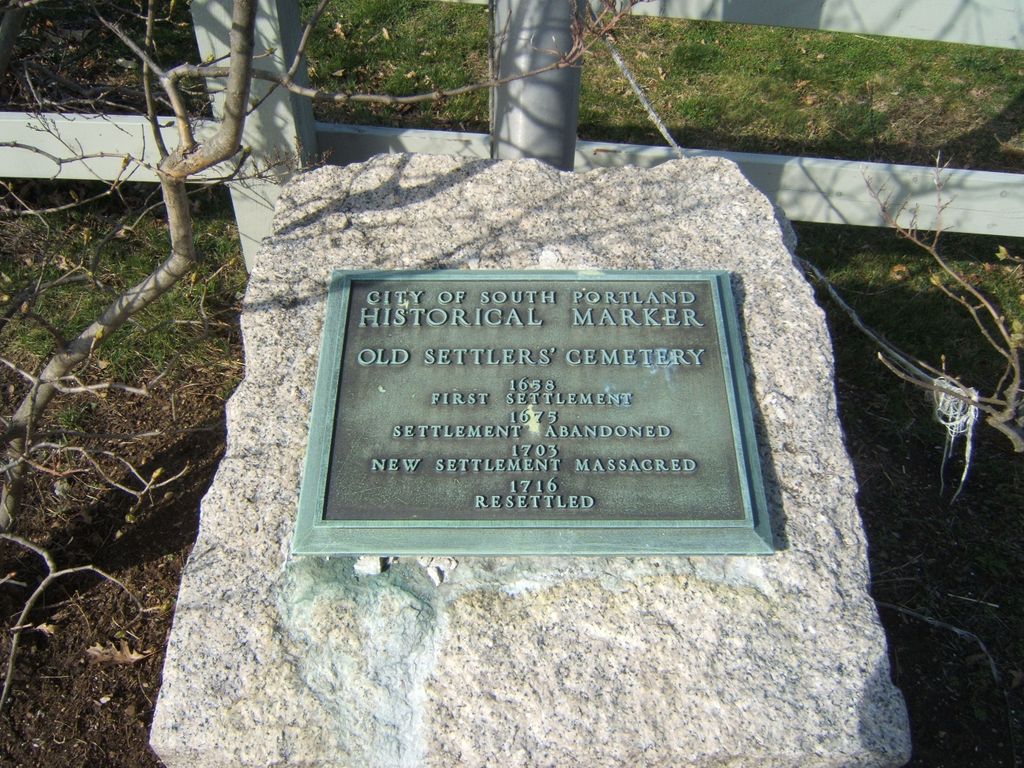 CITY OF SOUTH PORTLAND
HISTORICAL MARKER
OLD SETTLERS' CEMETERY
1658
FIRST SETTLEMENT
1675
SETTLEMENT ABANDONED
1703
NEW SETTLEMENT MASSACRED
1716
RESETTLED